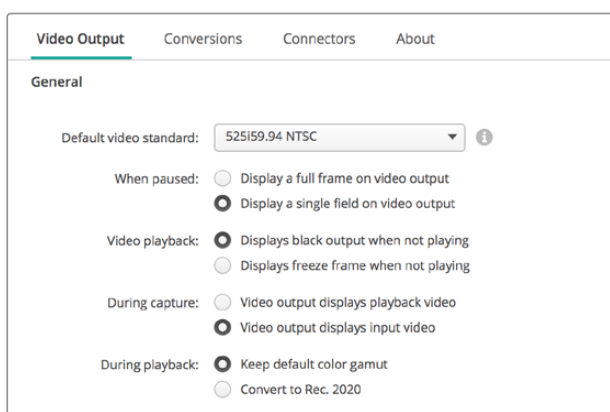 Video Output Conversions Connectors About
General
Default video standard: 525i59.94 NTSC
When paused: Display a full frame on video output
Display a single field on video output
Video playback: Displays black output when not playing
Displays freeze frame when not playing
During capture: Video output displays playback video
Video output displays input video
During playback: Keep default color gamut
Convert to Rec. 2020